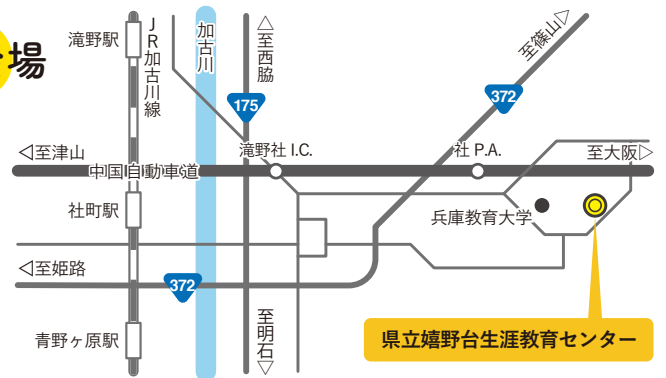 場
滝野駅
JR加古川線
加古川
△至西脇
至篠山▷
175
372
◁至津山
中国自動車道
滝野社 I.C.
社 P.A.
至大阪▷
社町駅
兵庫教育大学
◁至姫路
372
青野ヶ原駅
至明石▽
県立嬉野台生涯教育センター